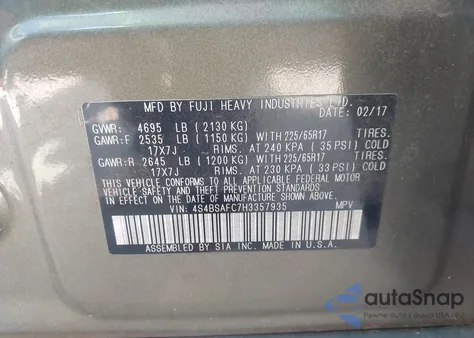 MFD BY FUJI HEAVY INDUSTRIES LTD.
DATE: 02/17
GVWR: 4695 LB (2130 KG)
GAWR:F 2535 LB (1150 KG) WITH 225/65R17 TIRES.
17X7J RIMS. AT 240 KPA (35 PSI) COLD
GAWR:R 2645 LB (1200 KG) WITH 225/65R17 TIRES.
17X7J RIMS. AT 230 KPA (33 PSI) COLD
THIS VEHICLE CONFORMS TO ALL APPLICABLE FEDERAL MOTOR
VEHICLE SAFETY STANDARDS IN EFFECT ON THE DATE
OF MANUFACTURE SHOWN ABOVE.
VIN: 4S4BSAFC7H3357935 MPV
ASSEMBLED BY SIA INC. MADE IN U.S.A.
autoSnap